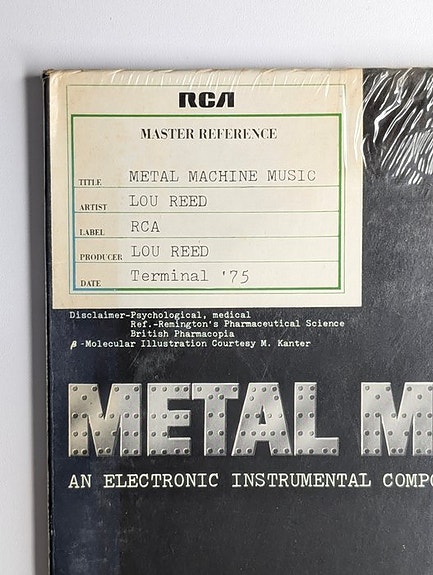 RCA
MASTER REFERENCE
TITLE METAL MACHINE MUSIC
ARTIST LOU REED
LABEL RCA
PRODUCER LOU REED
DATE Terminal '75
Disclaimer-Psychological, medical
Ref.-Remington's Pharmaceutical Science
British Pharmacopia
β-Molecular Illustration Courtesy M. Kanter
METAL M
AN ELECTRONIC INSTRUMENTAL COMPO